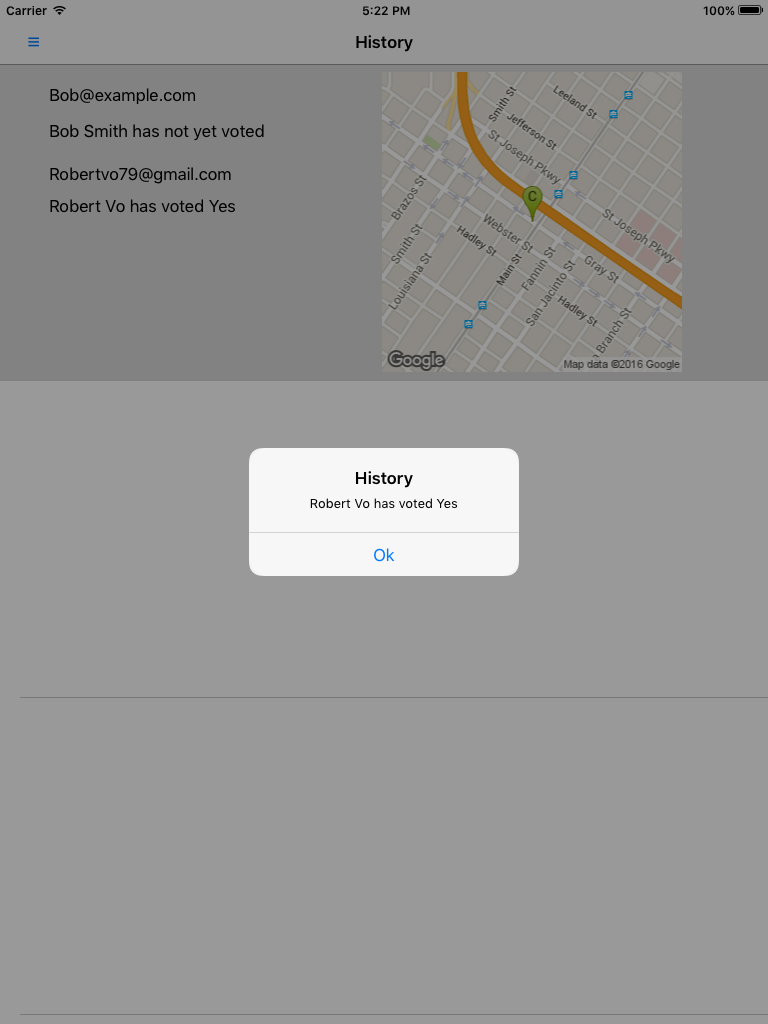 Carrier 5:22 PM 100%
≡ History
Bob@example.com
Bob Smith has not yet voted
Robertvo79@gmail.com
Robert Vo has voted Yes
Smith St
Leeland St
Jefferson St
St Joseph Pkwy
C
Brazos St
Smith St
Louisiana St
Webster St
Hadley St
Main St
Fannin St
San Jacinto St
St Joseph Pkwy
Gray St
Hadley St
n Branch St
Google
Map data ©2016 Google
History
Robert Vo has voted Yes
Ok